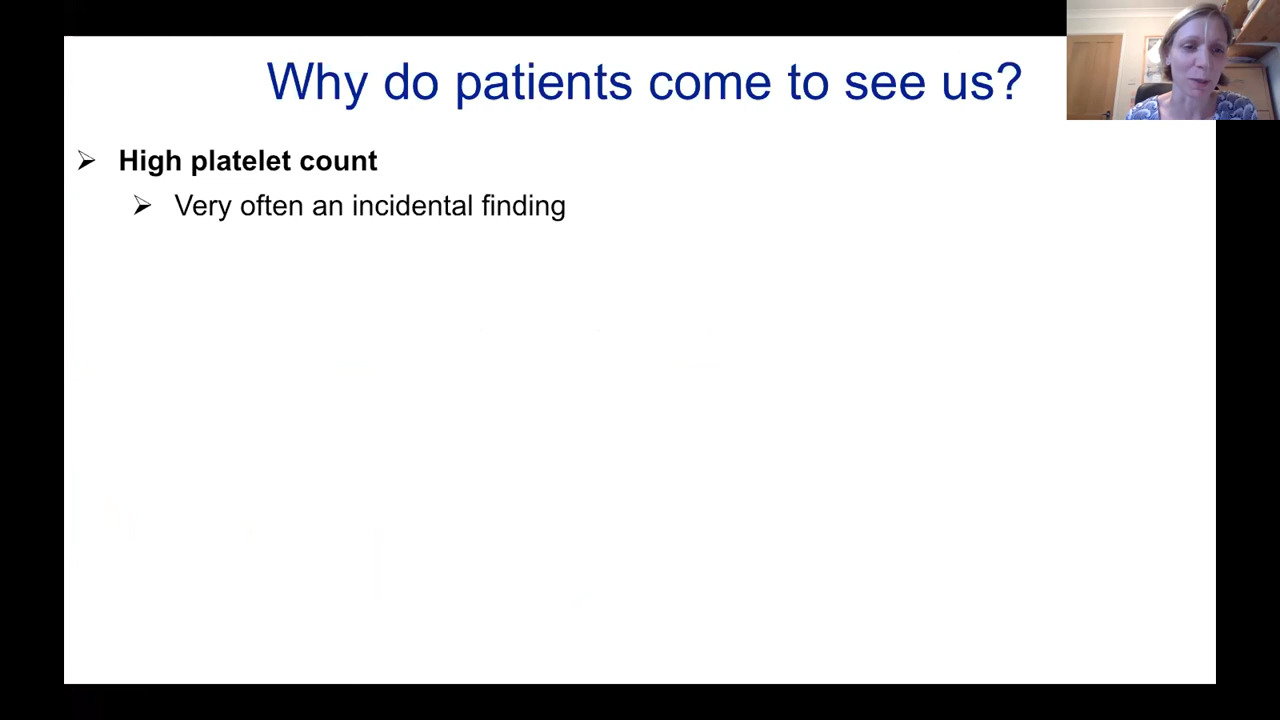 Why do patients come to see us?
High platelet count
Very often an incidental finding